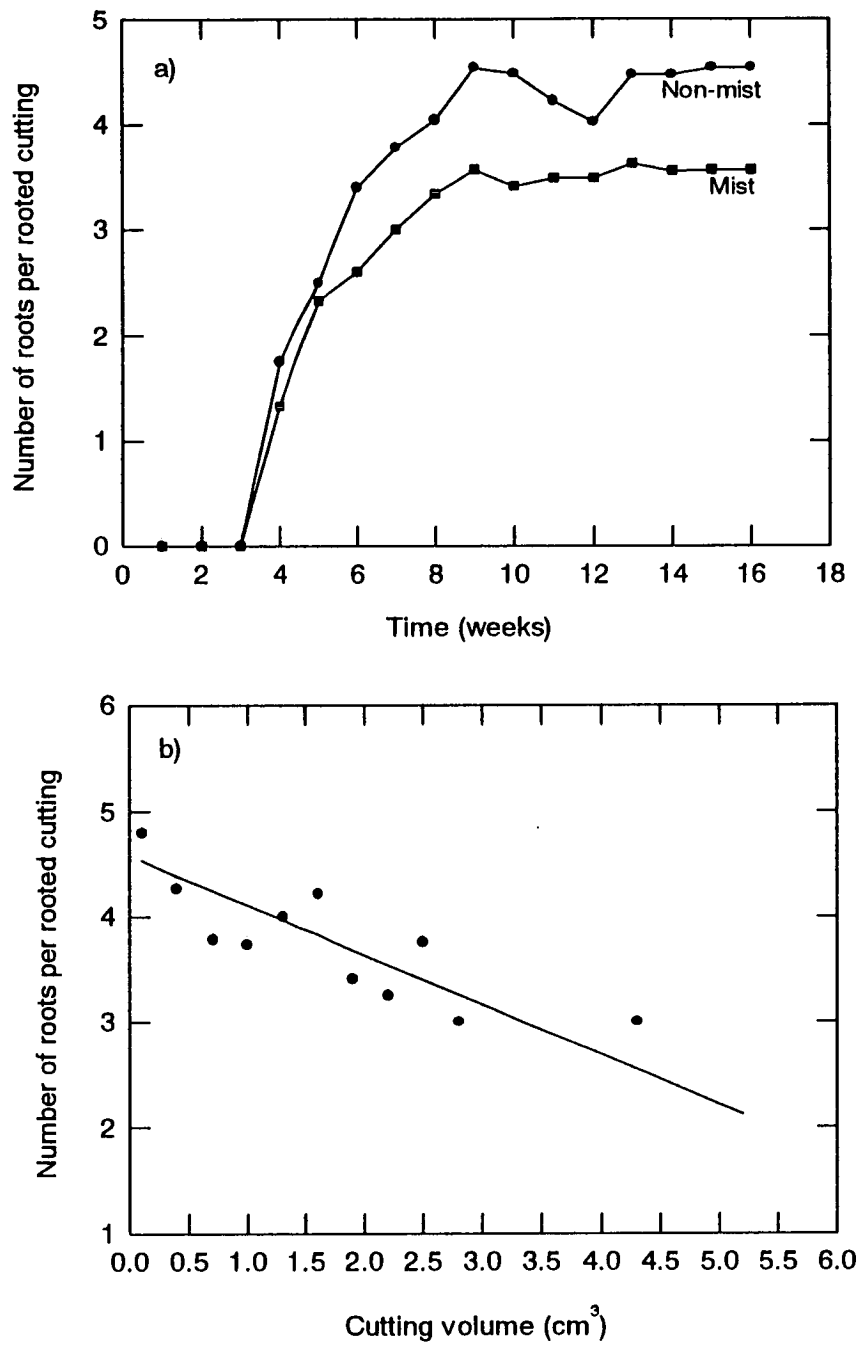 5
a)
Non-mist
4
Mist
3
2
1
0
0 2 4 6 8 10 12 14 16 18
Number of roots per rooted cutting
Time (weeks)
6
b)
5
4
3
2
1
0.0 0.5 1.0 1.5 2.0 2.5 3.0 3.5 4.0 4.5 5.0 5.5 6.0
Number of roots per rooted cutting
Cutting volume (cm³)